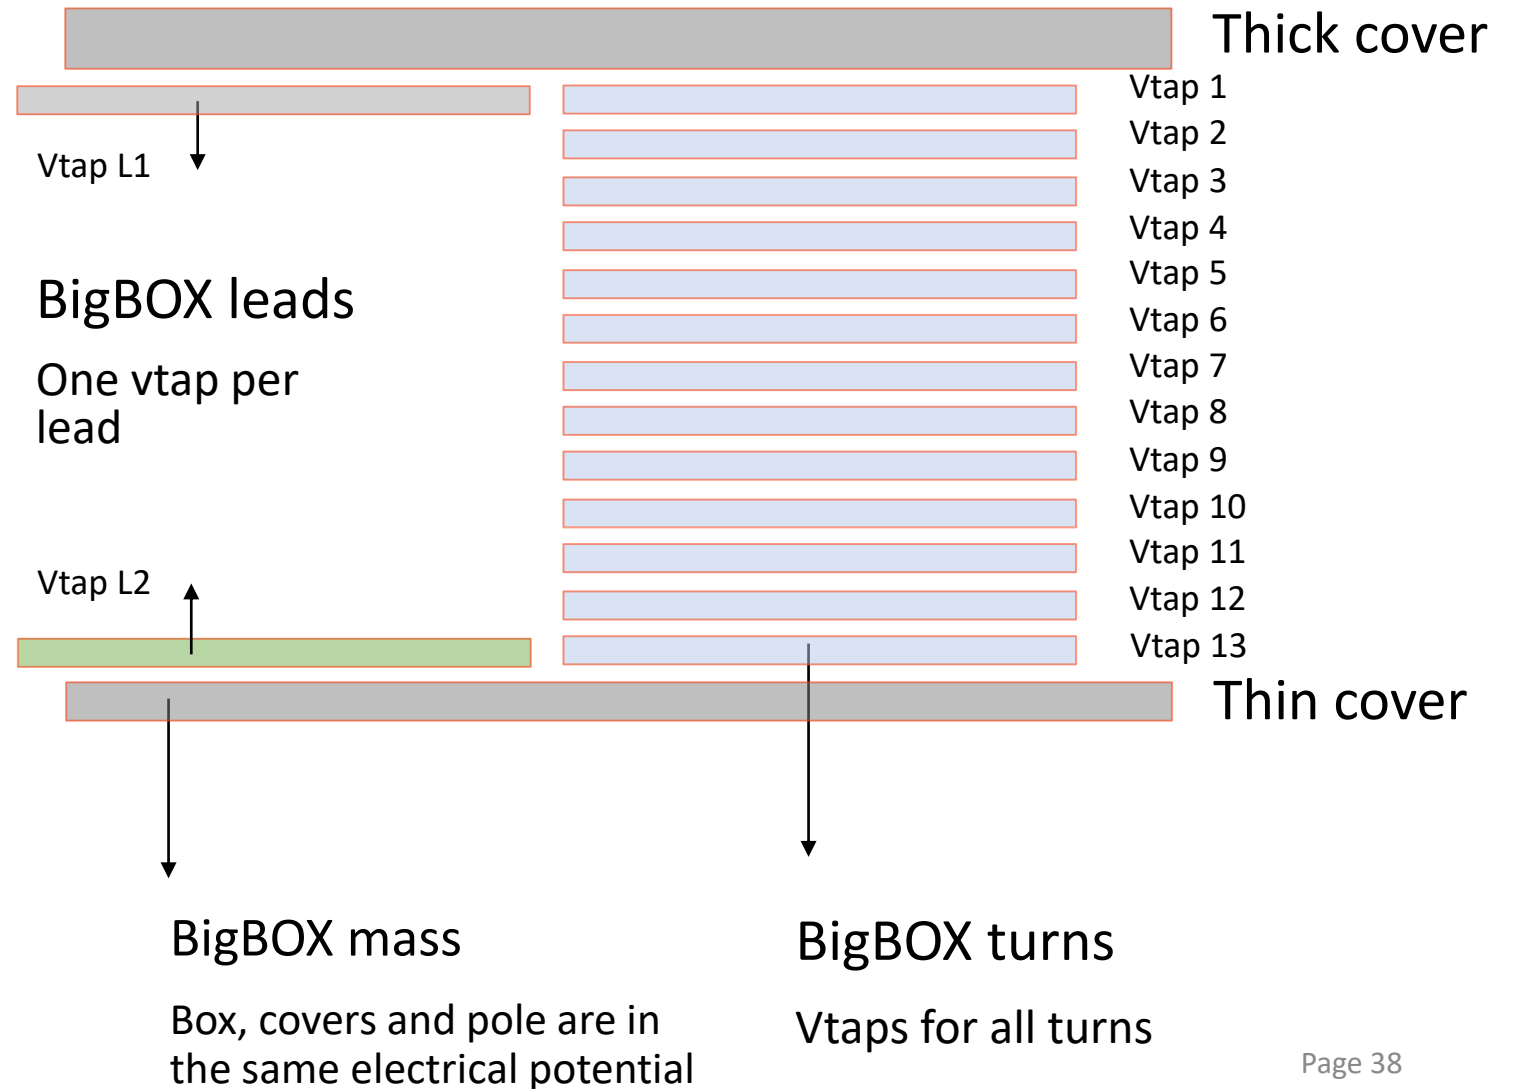 Thick cover
Vtap 1
Vtap 2
Vtap 3
Vtap 4
Vtap 5
Vtap 6
Vtap 7
Vtap 8
Vtap 9
Vtap 10
Vtap 11
Vtap 12
Vtap 13
Thin cover
Vtap L1
BigBOX leads
One vtap per
lead
Vtap L2
BigBOX mass
Box, covers and pole are in
the same electrical potential
BigBOX turns
Vtaps for all turns
Page 38